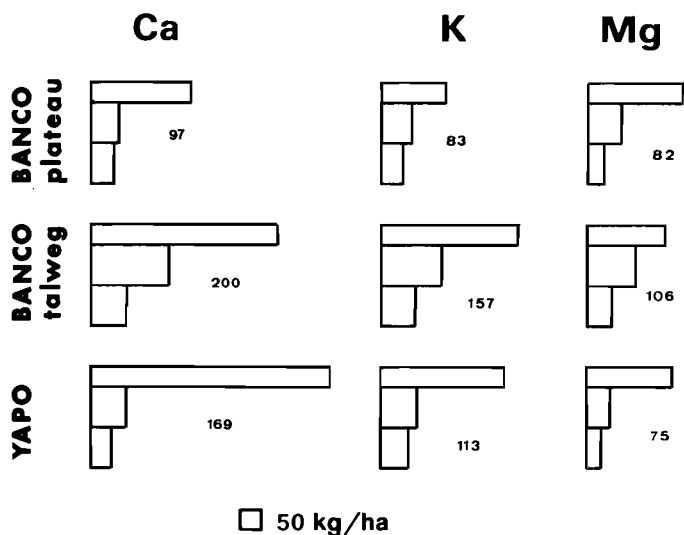 Ca K Mg
BANCO
plateau
97 83 82
BANCO
talweg
200 157 106
YAPO
169 113 75
50 kg/ha